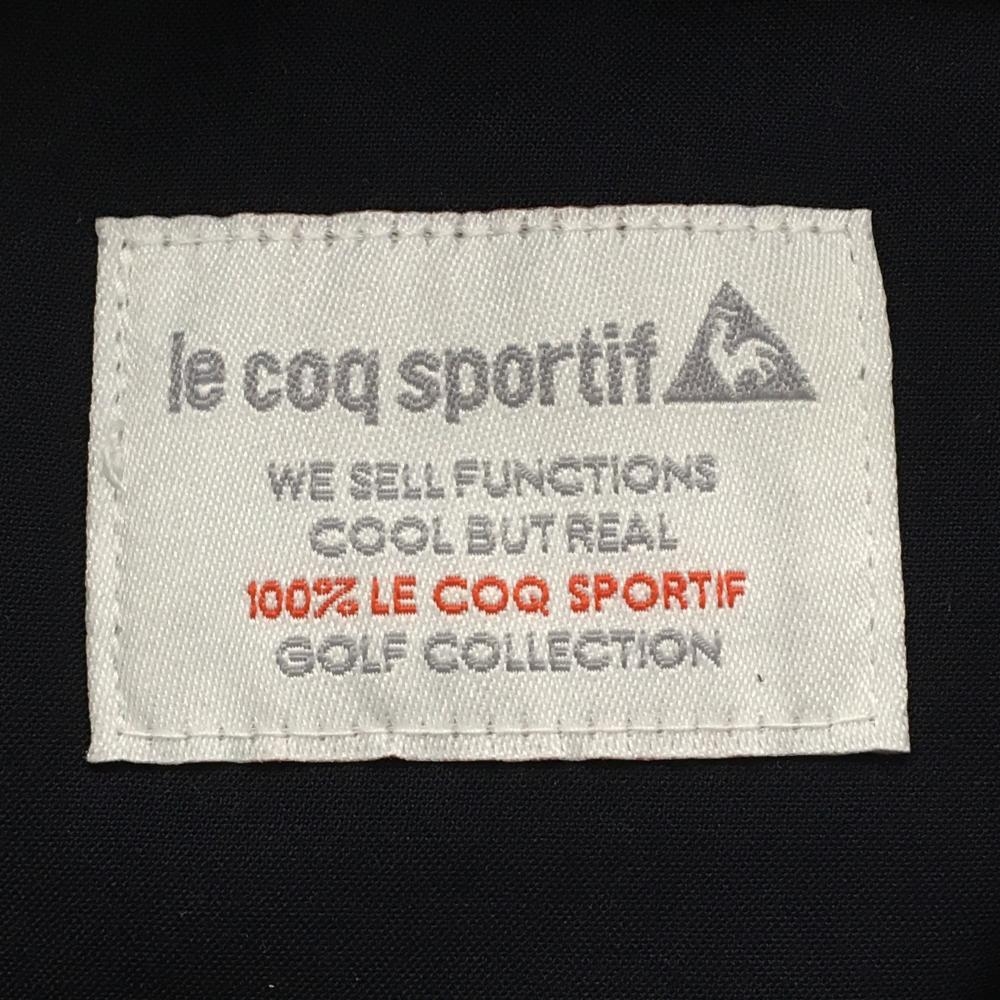 le coq sportif
WE SELL FUNCTIONS
COOL BUT REAL
100% LE COQ SPORTIF
GOLF COLLECTION